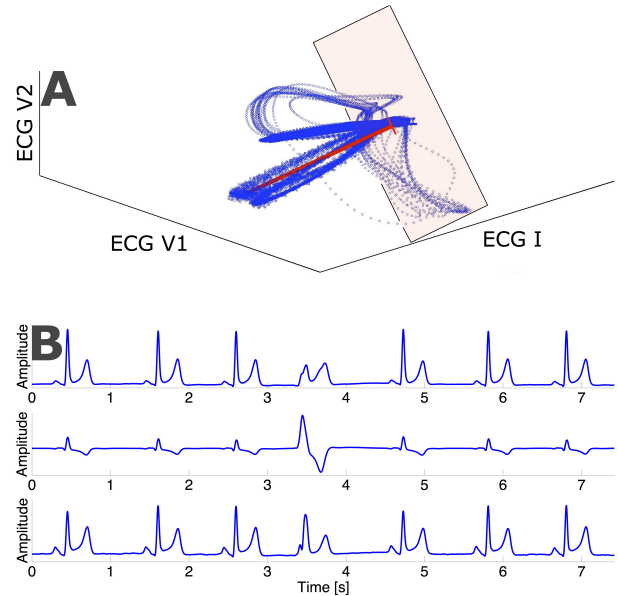 A
ECG V2
ECG V1
ECG I
B
Amplitude
0 1 2 3 4 5 6 7
Amplitude
0 1 2 3 4 5 6 7
Amplitude
0 1 2 3 4 5 6 7
Time [s]